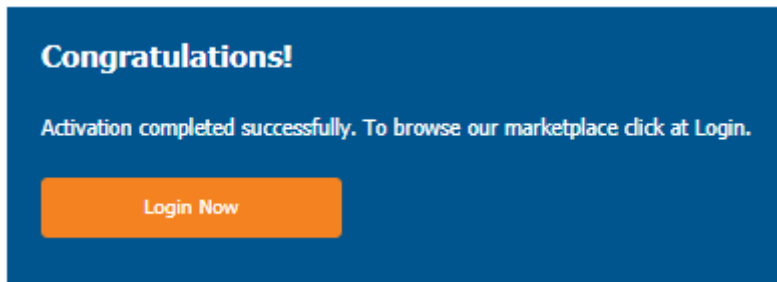 Congratulations!
Activation completed successfully. To browse our marketplace click at Login.
Login Now